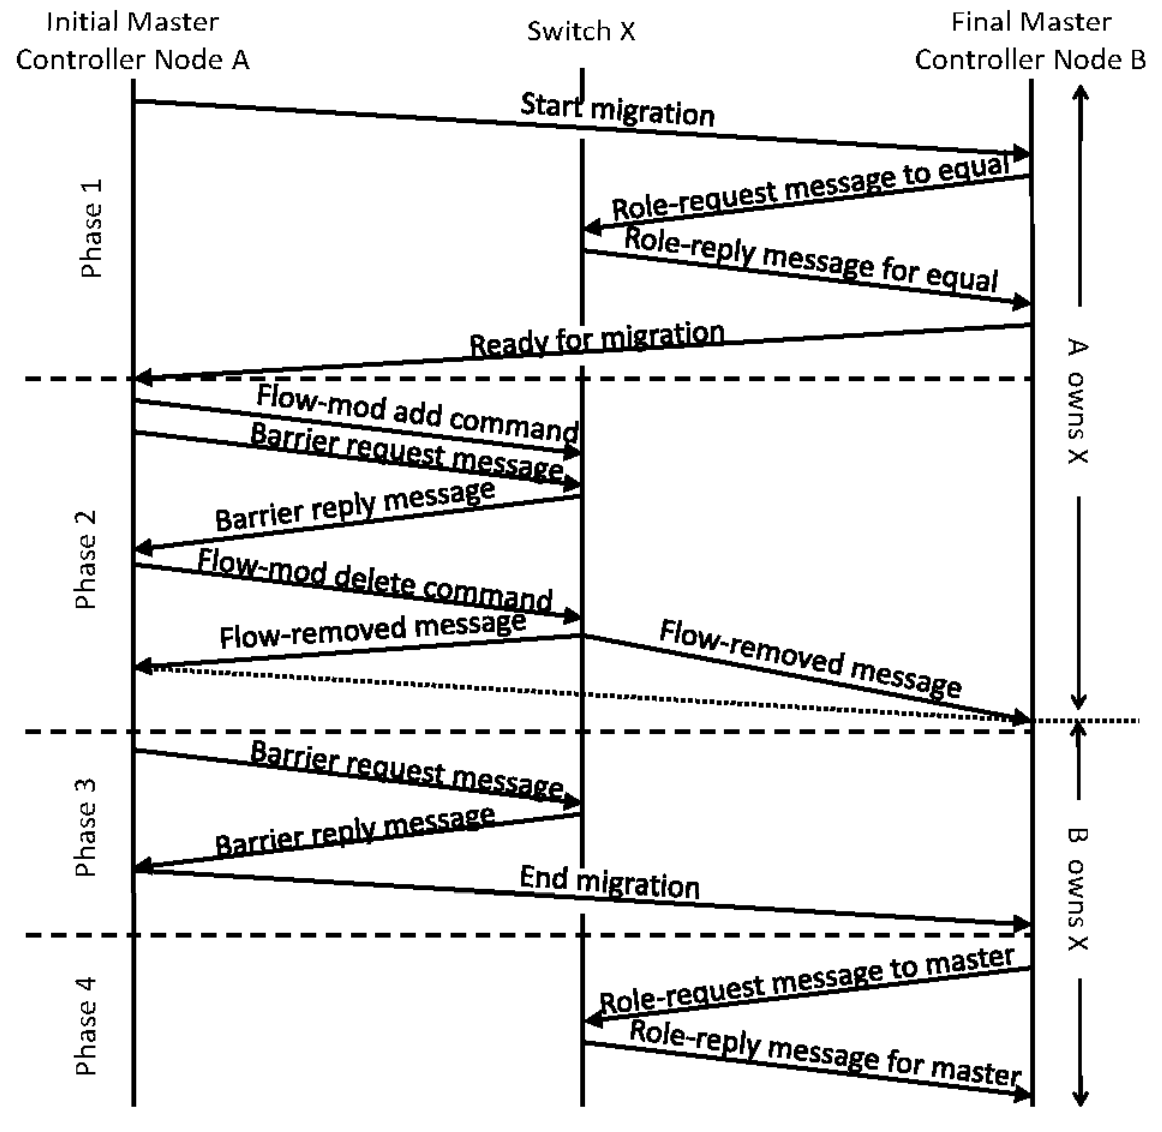 Initial Master
Controller Node A
Switch X
Final Master
Controller Node B
Start migration
Role-request message to equal
Role-reply message for equal
Ready for migration
Phase 1
A owns X
Flow-mod add command
Barrier request message
Barrier reply message
Flow-mod delete command
Flow-removed message
Flow-removed message
Phase 2
Barrier request message
Barrier reply message
End migration
Phase 3
B owns X
Role-request message to master
Role-reply message for master
Phase 4